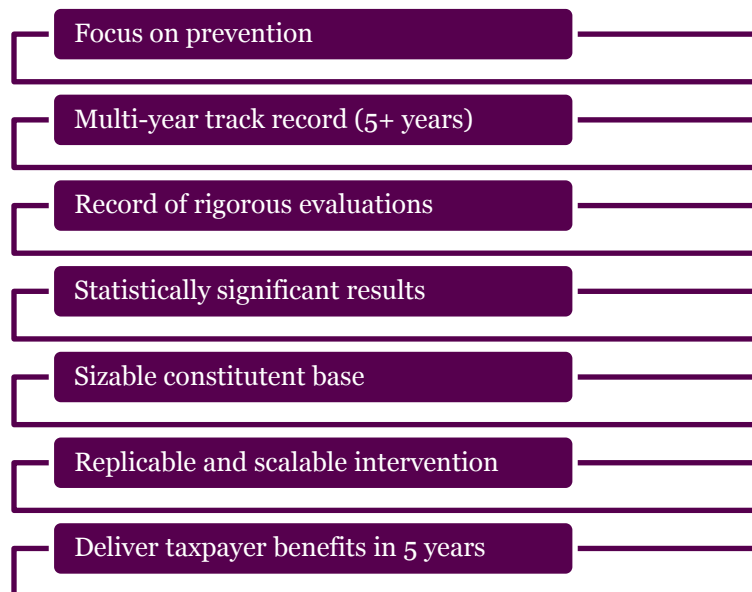 Focus on prevention
Multi-year track record (5+ years)
Record of rigorous evaluations
Statistically significant results
Sizable constitutent base
Replicable and scalable intervention
Deliver taxpayer benefits in 5 years